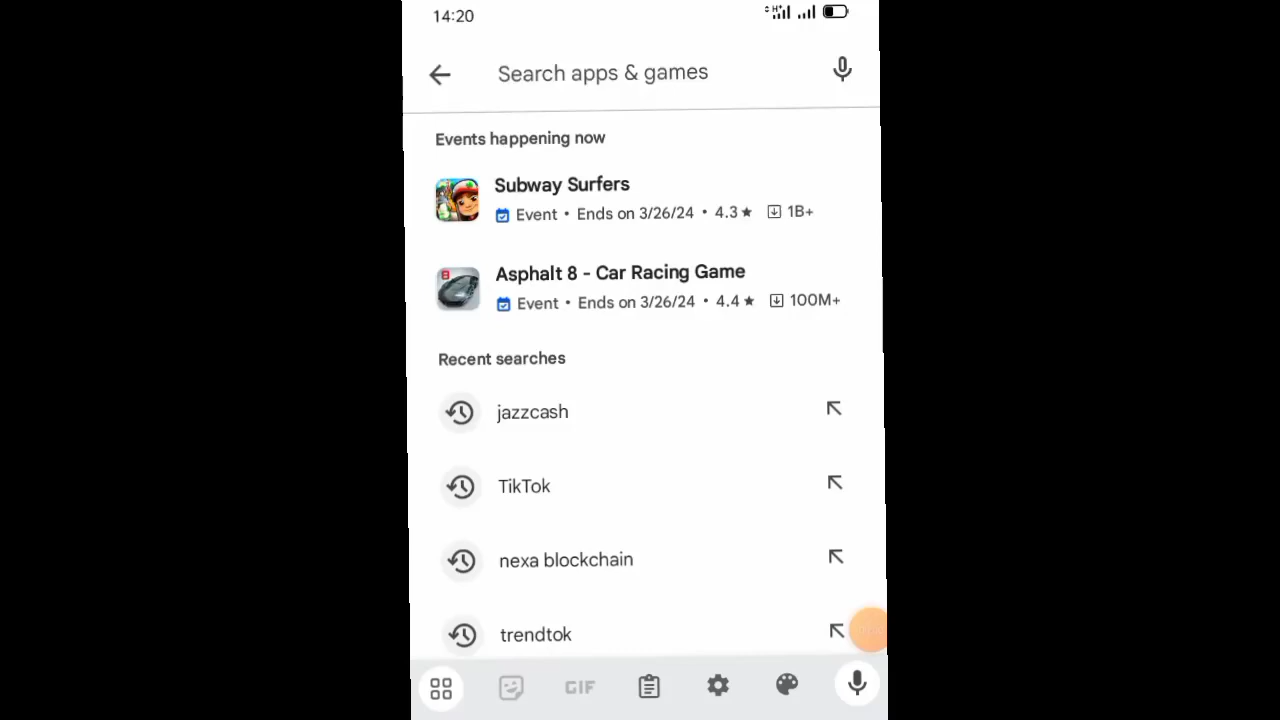 14:20
Search apps & games
Events happening now
Subway Surfers
Event • Ends on 3/26/24 • 4.3★ 1B+
Asphalt 8 - Car Racing Game
Event • Ends on 3/26/24 • 4.4★ 100M+
Recent searches
jazzcash
TikTok
nexa blockchain
trendtok
GIF